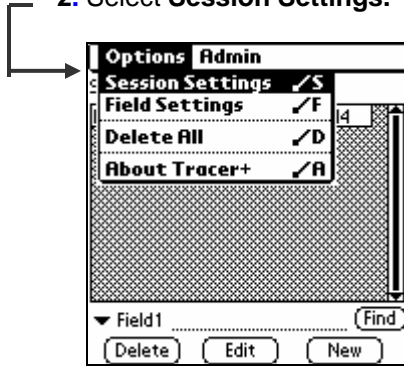 2. Select Session Settings.
Options Admin
Session Settings ✓S
Field Settings ✓F
Delete All ✓D
About Tracer+ ✓A
▼ Field1 Find
Delete Edit New